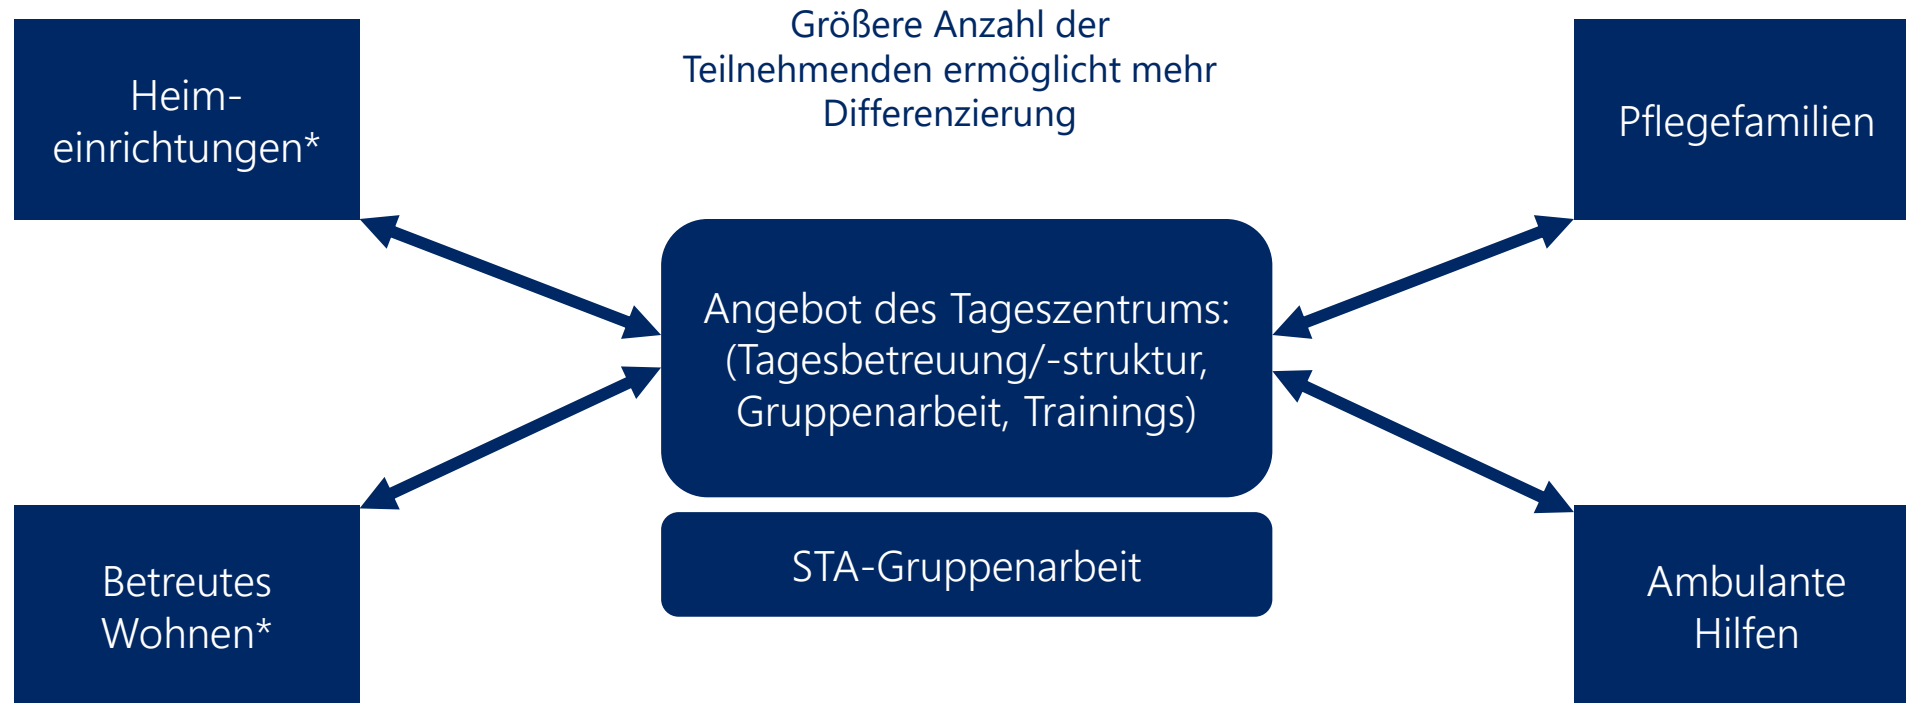 Größere Anzahl der
Teilnehmenden ermöglicht mehr
Differenzierung
Heim-
einrichtungen*
Pflegefamilien
Angebot des Tageszentrums:
(Tagesbetreuung/-struktur,
Gruppenarbeit, Trainings)
STA-Gruppenarbeit
Betreutes
Wohnen*
Ambulante
Hilfen